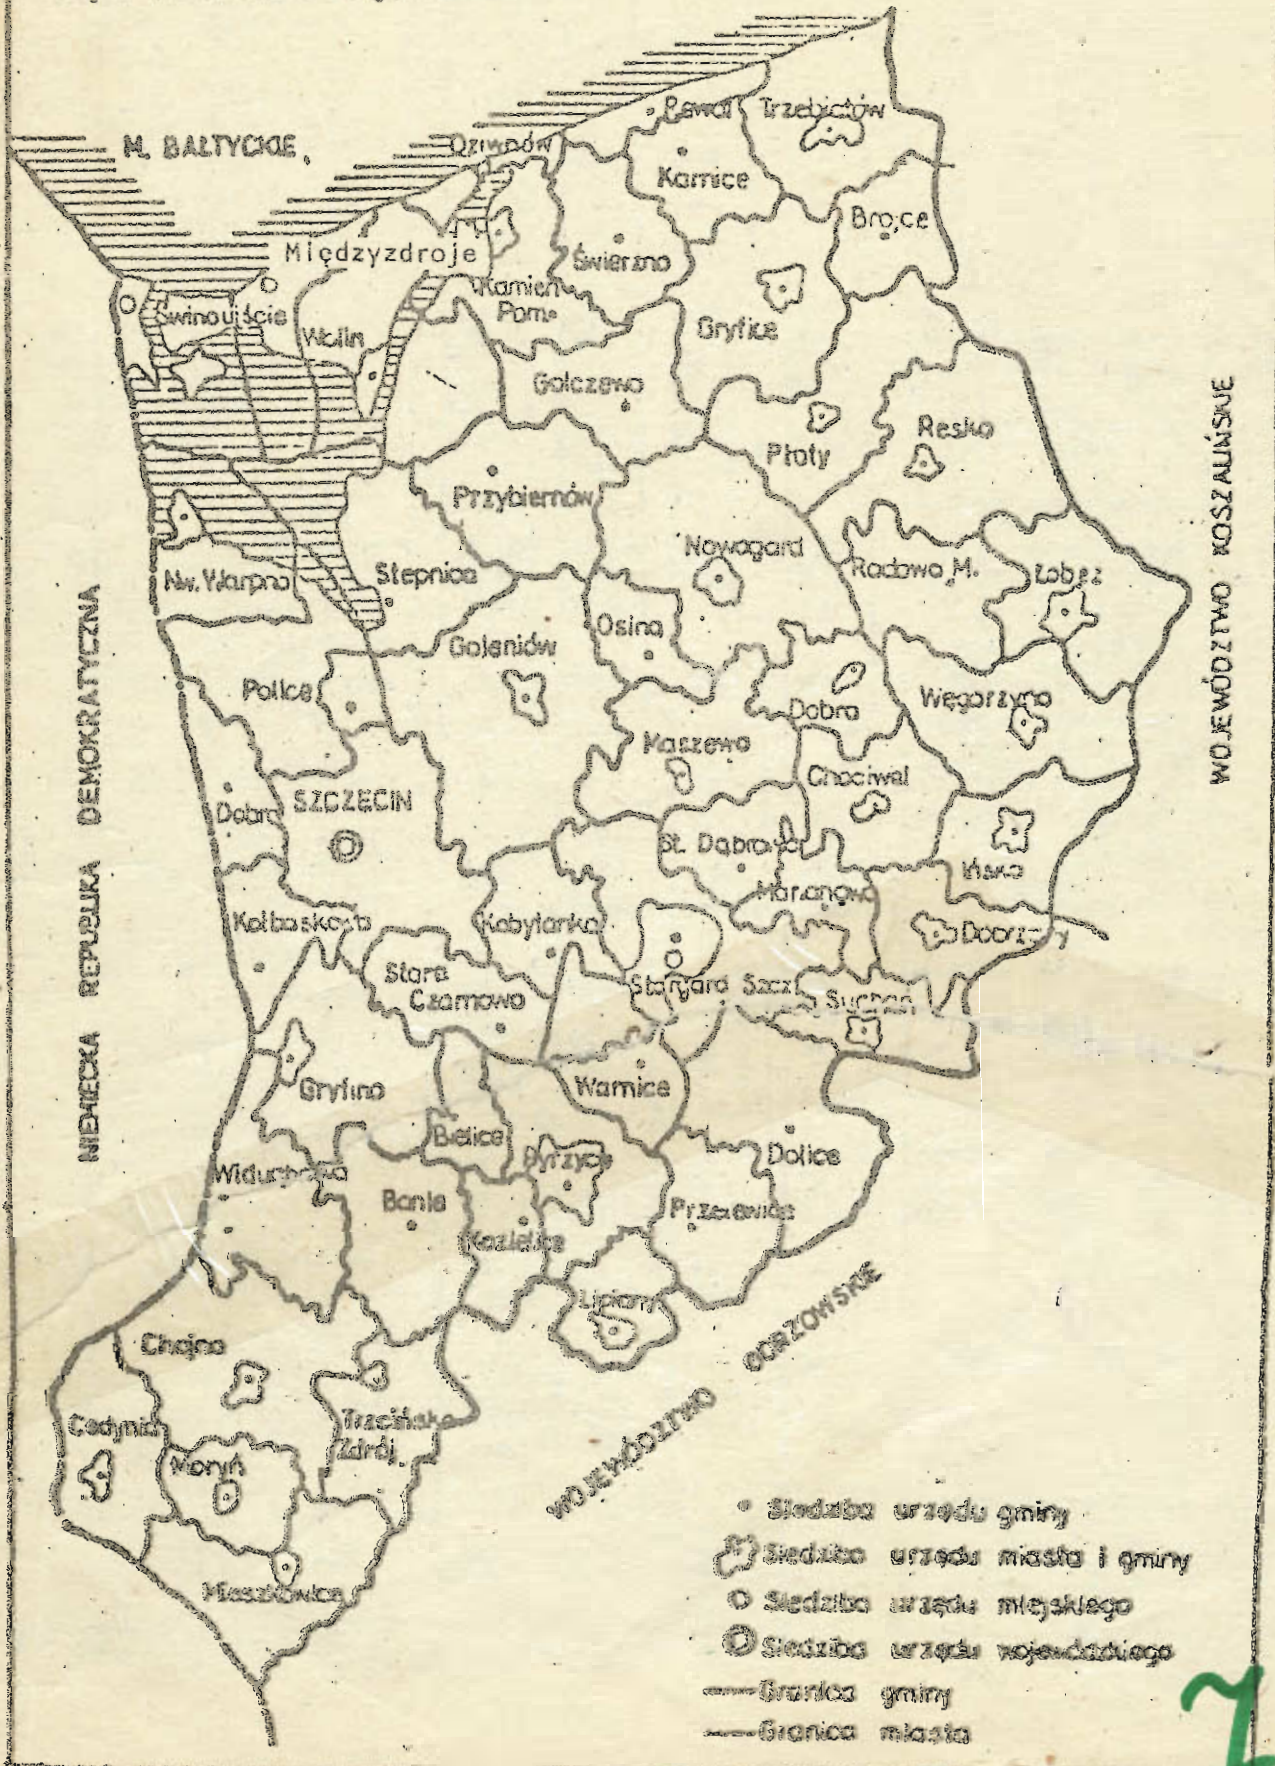 M. BAŁTYCKIE
Dziwnów
Rewal
Trzebiatów
Karnice
Brojce
Międzyzdroje
Świerzno
Kamień
Pom.
Świnoujście
Wolin
Gryfice
Golczewo
Płoty
Resko
Przybiernów
Nowogard
Radowo M.
Łobez
Nw. Warpno
Stepnica
Osina
Goleniów
Police
Dobra
Węgorzyno
Maszewo
Chociwel
Dobra
SZCZECIN
St. Dąbrowa
Marianowo
Ińsko
Kołbaskowo
Kobylanka
Dobrzany
Stara
Czarnowo
Stargard Szcz.
Suchań
Gryfino
Warnice
Bielice
Pyrzyce
Dolice
Widuchowa
Banie
Kozielice
Przelewice
Lipiany
Chojna
Cedynia
Trzcińsko
Zdrój
Moryń
Mieszkowice
NIEMIECKA REPUBLIKA DEMOKRATYCZNA
WOJEWÓDZTWO KOSZALIŃSKIE
WOJEWÓDZTWO GORZOWSKIE
Siedziba urzędu gminy
Siedziba urzędu miasta i gminy
Siedziba urzędu miejskiego
Siedziba urzędu wojewódzkiego
Granica gminy
Granica miasta